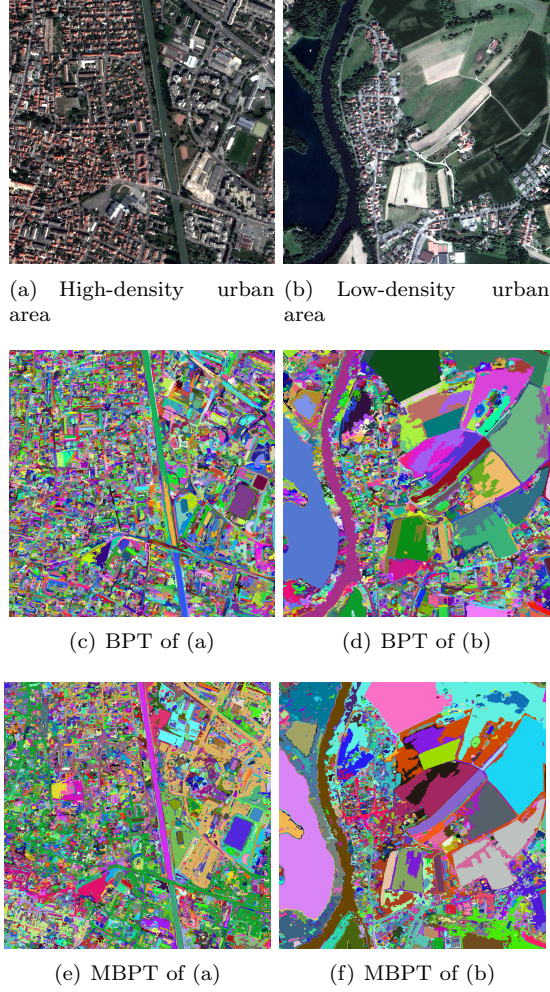 (a) High-density urban
area
(b) Low-density urban
area
(c) BPT of (a)
(d) BPT of (b)
(e) MBPT of (a)
(f) MBPT of (b)